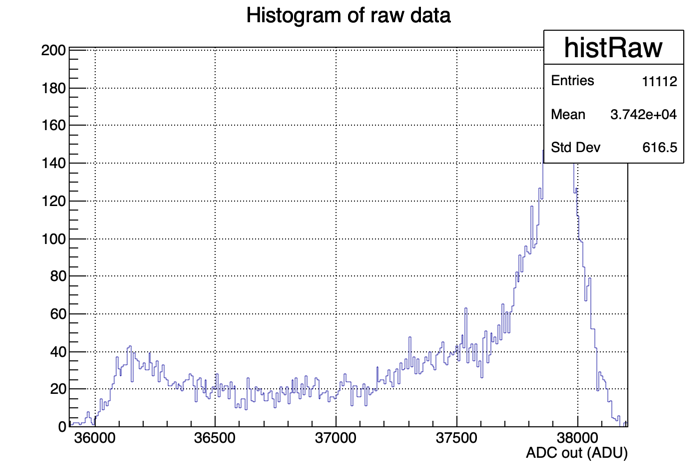 Histogram of raw data
histRaw
Entries 11112
Mean 3.742e+04
Std Dev 616.5
200
180
160
140
120
100
80
60
40
20
0
36000 36500 37000 37500 38000
ADC out (ADU)